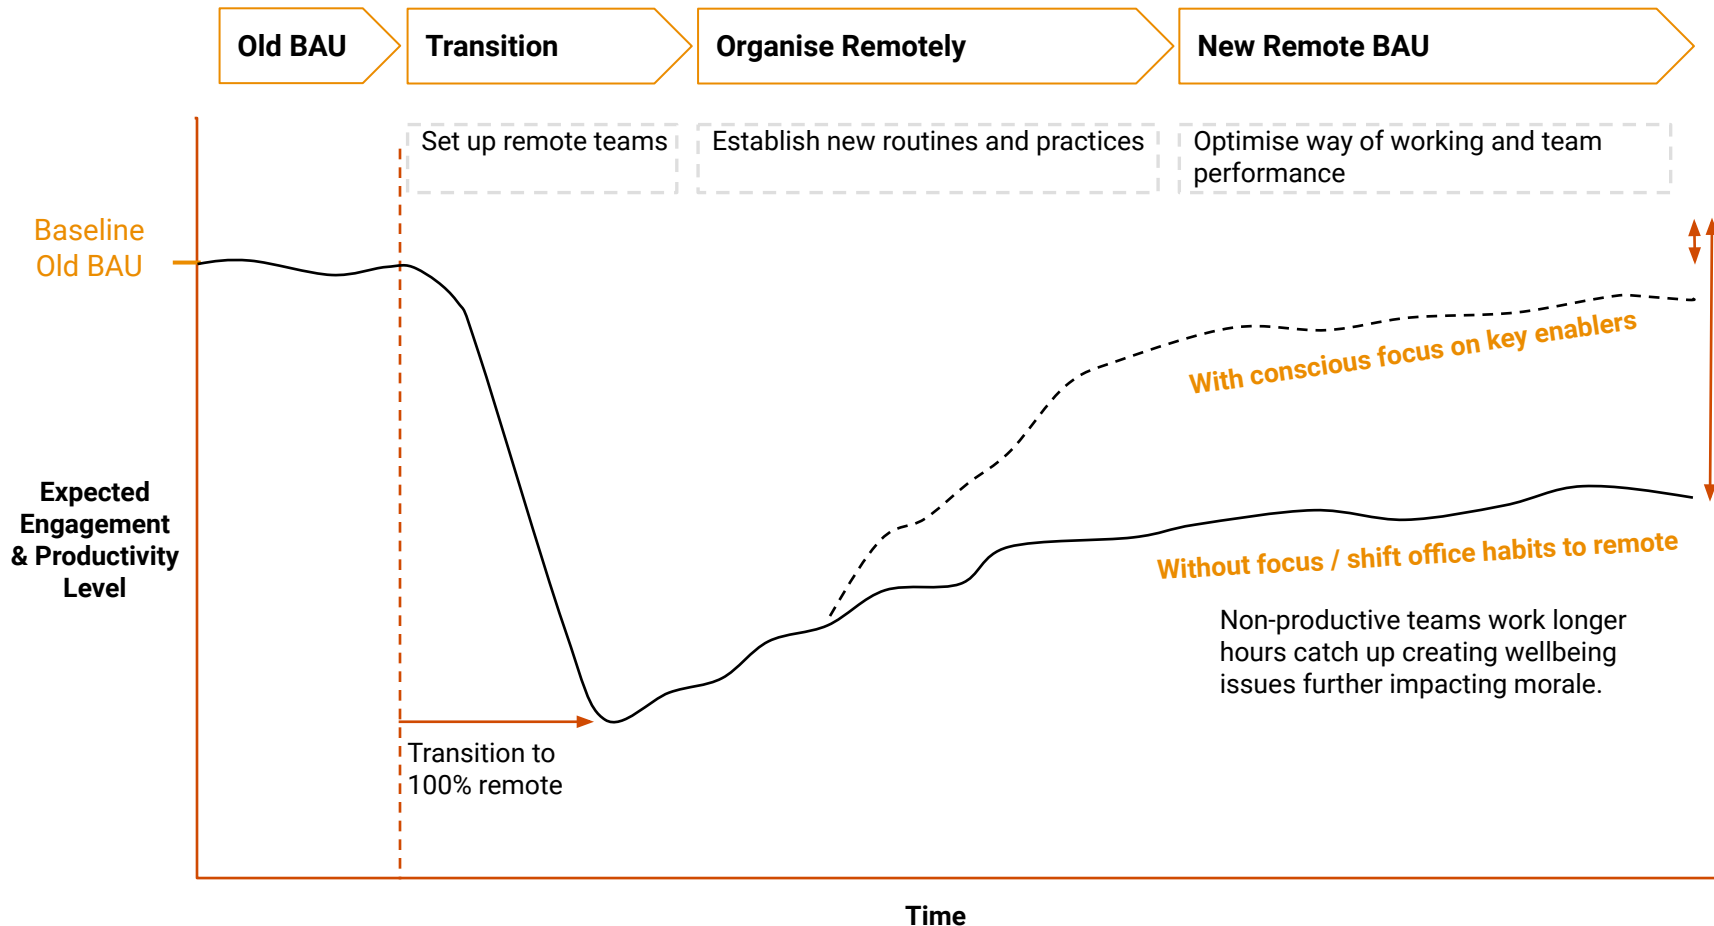 Old BAU
Transition
Organise Remotely
New Remote BAU
Set up remote teams
Establish new routines and practices
Optimise way of working and team
performance
Baseline
Old BAU
With conscious focus on key enablers
Expected
Engagement
& Productivity
Level
Without focus / shift office habits to remote
Non-productive teams work longer
hours catch up creating wellbeing
issues further impacting morale.
Transition to
100% remote
Time